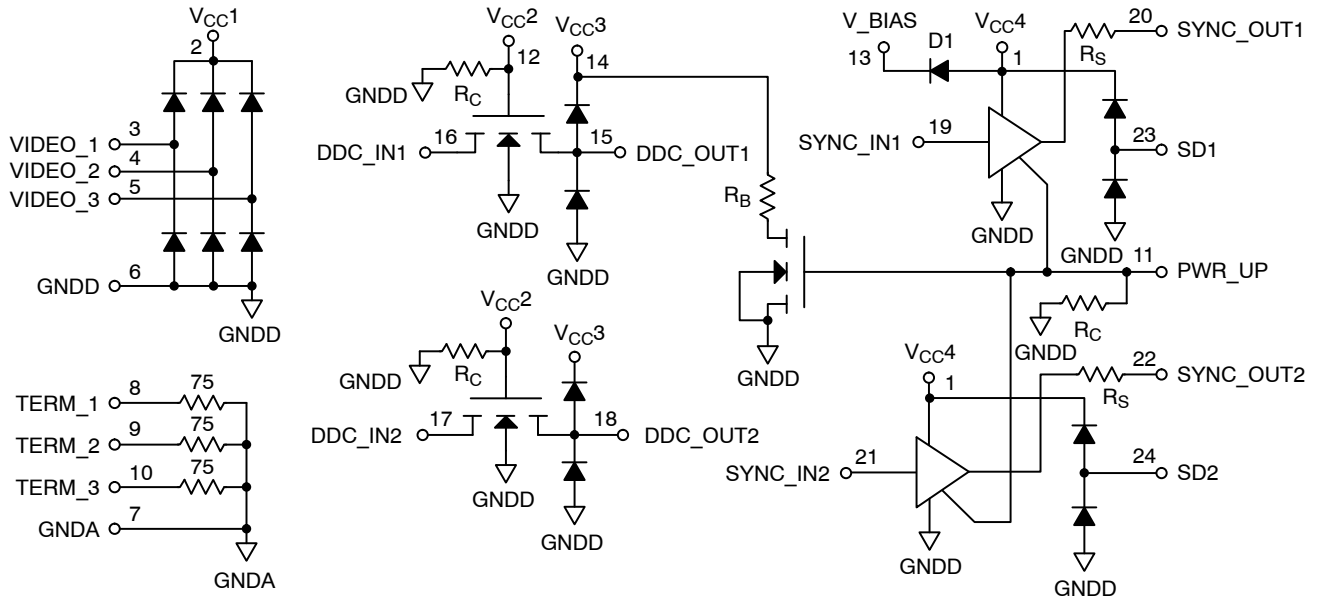 VCC1
2
VIDEO_1 3
VIDEO_2 4
VIDEO_3 5
GNDD 6
GNDD
TERM_1 8 75
TERM_2 9 75
TERM_3 10 75
GNDA 7
GNDA
VCC2
12
VCC3
14
GNDD
RC
DDC_IN1 16
15 DDC_OUT1
GNDD
GNDD
RB
GNDD
VCC2
VCC3
GNDD
RC
DDC_IN2 17
18 DDC_OUT2
GNDD
GNDD
V_BIAS
13
D1
VCC4
1
RS
20 SYNC_OUT1
SYNC_IN1 19
23 SD1
GNDD
GNDD
11 PWR_UP
GNDD
RC
VCC4
1
RS
22 SYNC_OUT2
SYNC_IN2 21
24 SD2
GNDD
GNDD